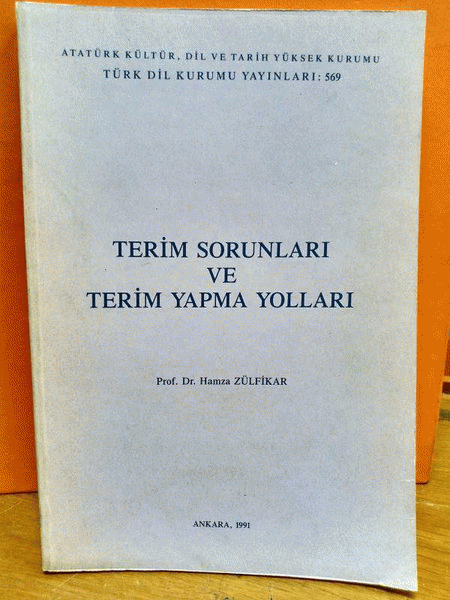 ATATÜRK KÜLTÜR, DİL VE TARİH YÜKSEK KURUMU
TÜRK DİL KURUMU YAYINLARI: 569
TERİM SORUNLARI
VE
TERİM YAPMA YOLLARI
Prof. Dr. Hamza ZÜLFİKAR
ANKARA, 1991